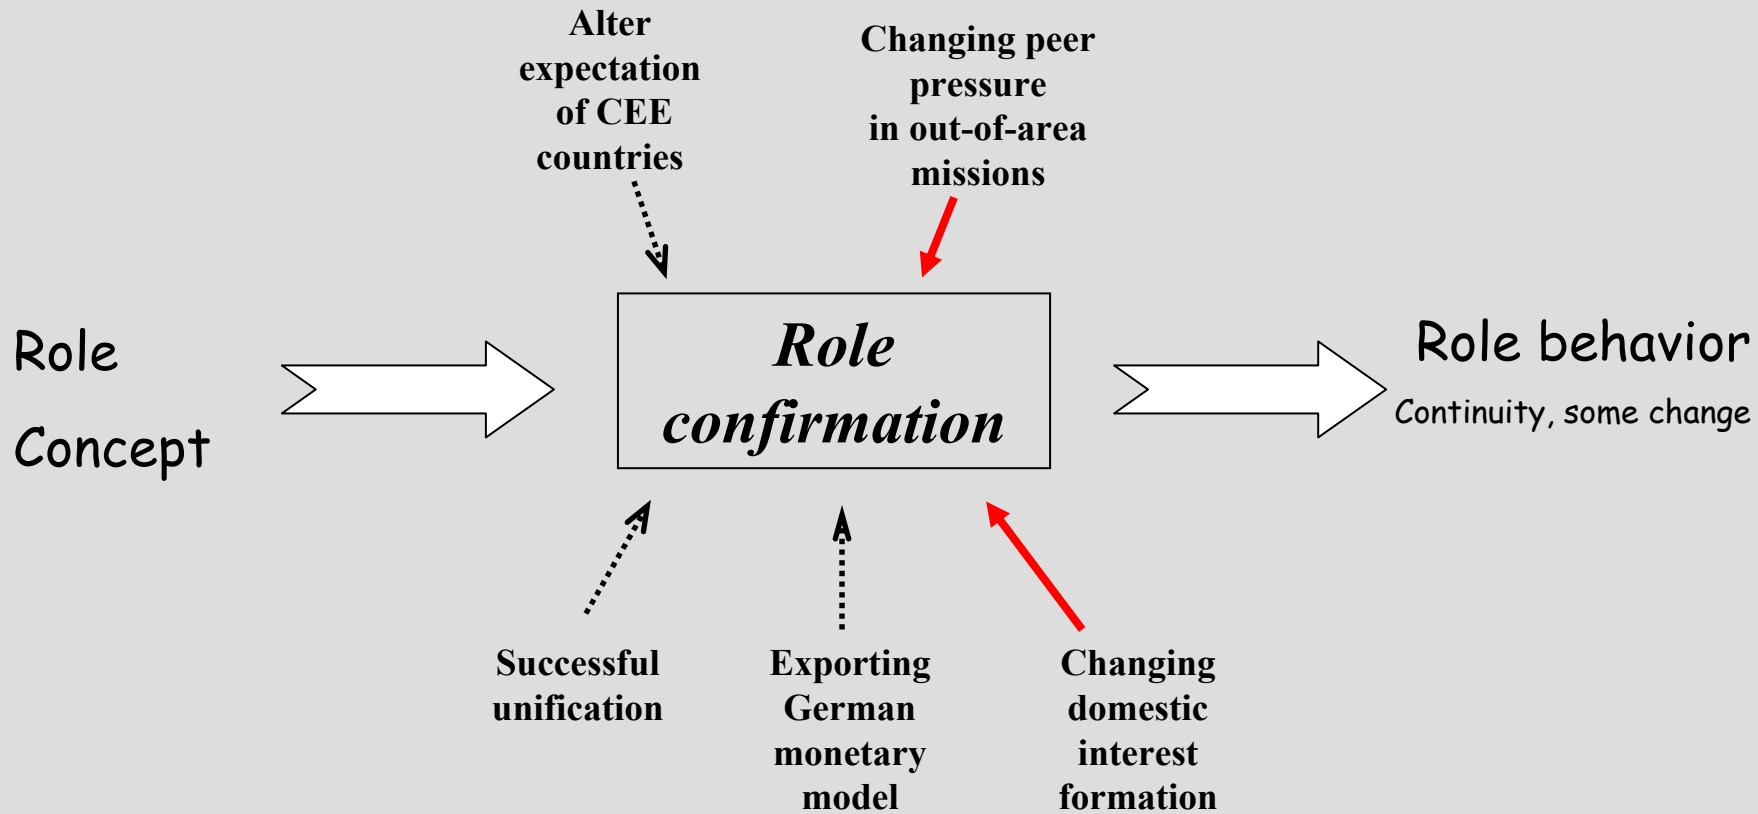 Alter
expectation
of CEE
countries
Changing peer
pressure
in out-of-area
missions
Role
Concept
Role
confirmation
Role behavior
Continuity, some change
Successful
unification
Exporting
German
monetary
model
Changing
domestic
interest
formation